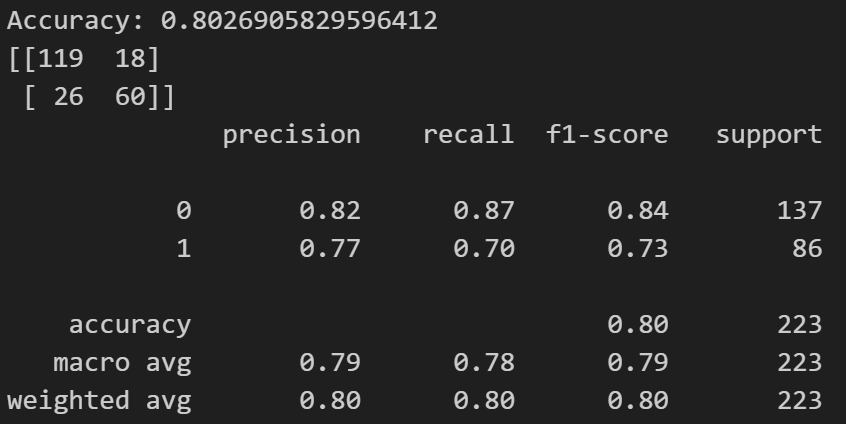 Accuracy: 0.8026905829596412
[[119  18]
 [ 26  60]]
              precision    recall  f1-score   support

           0       0.82      0.87      0.84       137
           1       0.77      0.70      0.73        86

    accuracy                           0.80       223
   macro avg       0.79      0.78      0.79       223
weighted avg       0.80      0.80      0.80       223